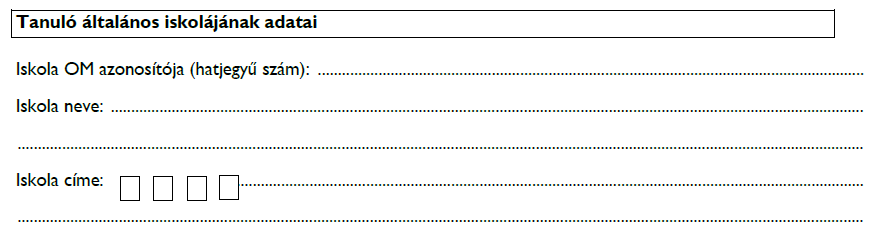 Tanuló általános iskolájának adatai
Iskola OM azonosítója (hatjegyű szám): ..............................................................................
Iskola neve: ..............................................................................
..............................................................................
Iskola címe: ..............................................................................
..............................................................................